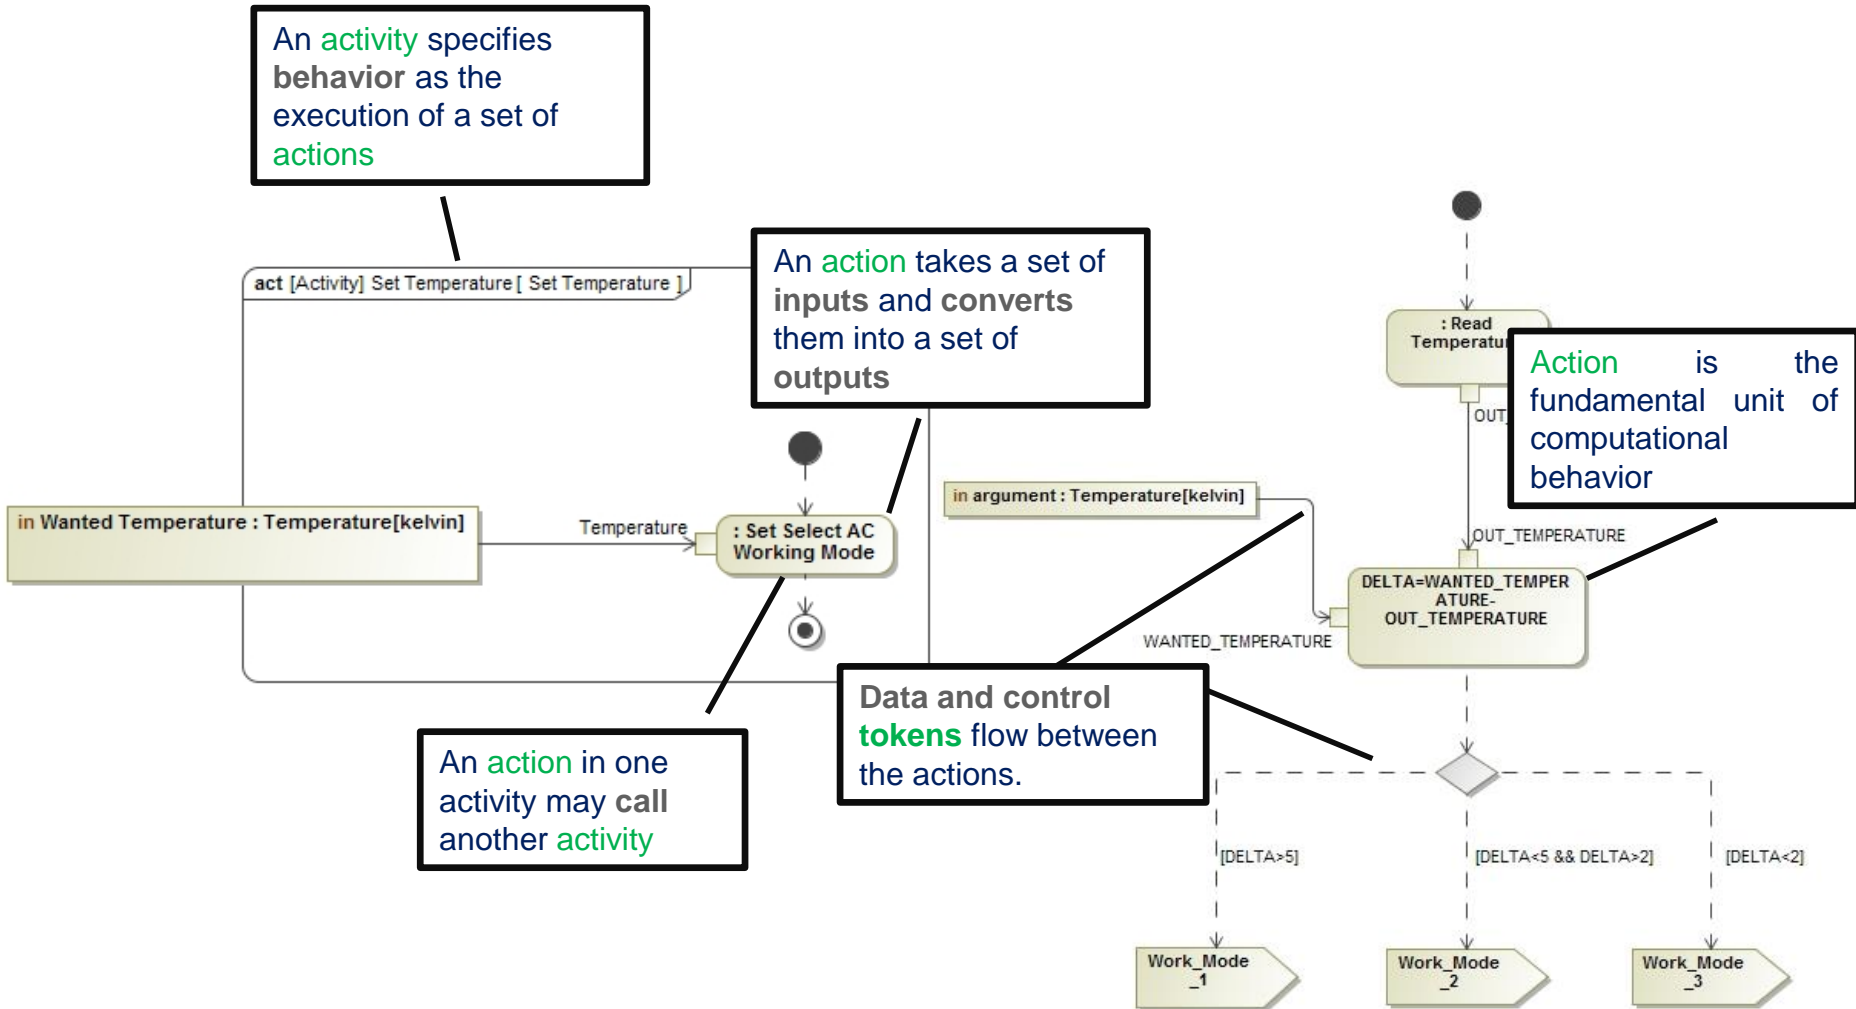 An activity specifies
behavior as the
execution of a set of
actions
act [Activity] Set Temperature [ Set Temperature ]
An action takes a set of
inputs and converts
them into a set of
outputs
in Wanted Temperature : Temperature[kelvin]
Temperature
: Set Select AC
Working Mode
An action in one
activity may call
another activity
: Read
Temperatu
OUT_
Action is the
fundamental unit of
computational
behavior
in argument : Temperature[kelvin]
OUT_TEMPERATURE
DELTA=WANTED_TEMPER
ATURE-
OUT_TEMPERATURE
WANTED_TEMPERATURE
Data and control
tokens flow between
the actions.
[DELTA>5]
[DELTA<5 && DELTA>2]
[DELTA<2]
Work_Mode
_1
Work_Mode
_2
Work_Mode
_3